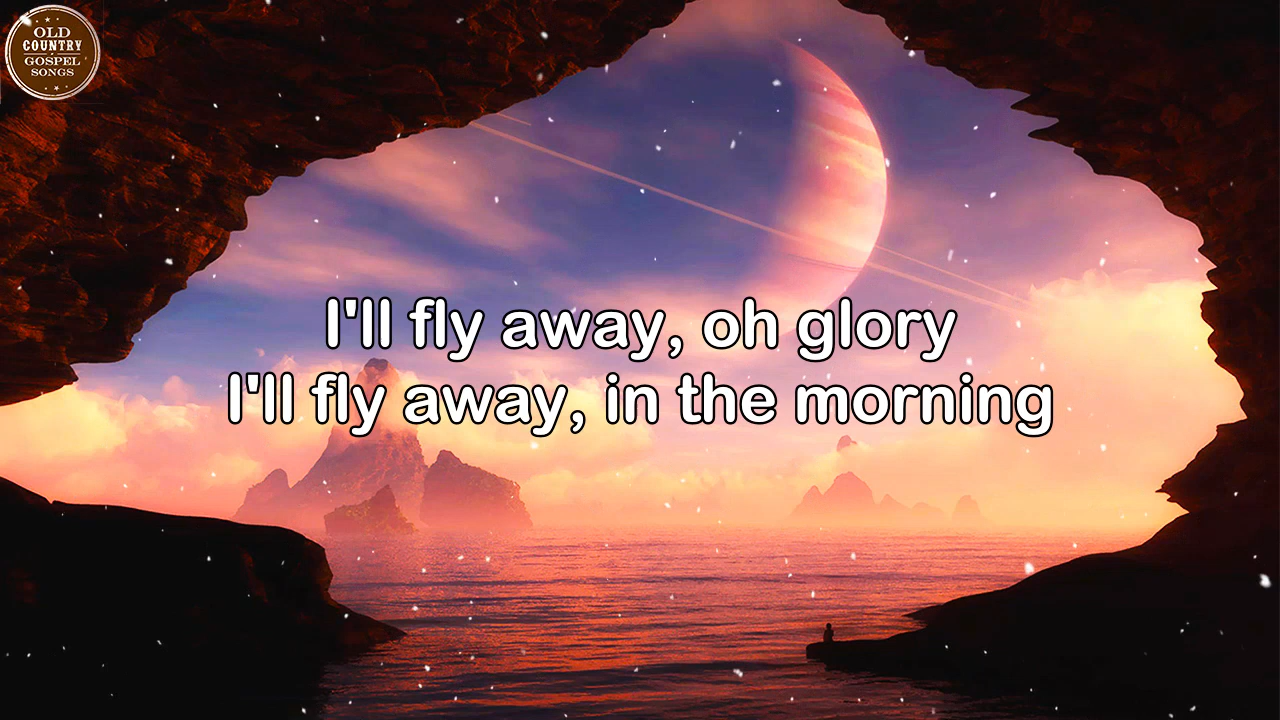 OLD
COUNTRY
GOSPEL
SONGS
I'll fly away, oh glory
I'll fly away, in the morning